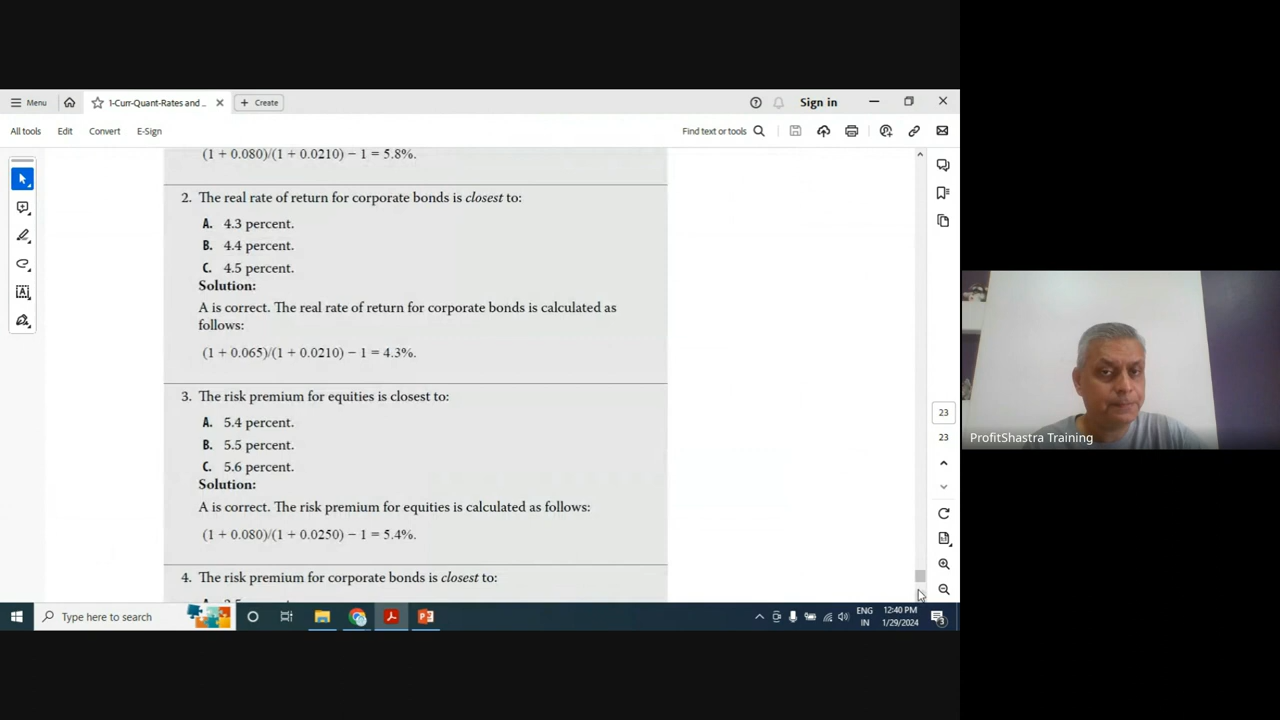 Menu
1-Curr-Quant-Rates and ...
Create
Sign in
All tools
Edit
Convert
E-Sign
Find text or tools
(1 + 0.080)/(1 + 0.0210) − 1 = 5.8%.
2. The real rate of return for corporate bonds is closest to:
A. 4.3 percent.
B. 4.4 percent.
C. 4.5 percent.
Solution:
A is correct. The real rate of return for corporate bonds is calculated as
follows:
(1 + 0.065)/(1 + 0.0210) − 1 = 4.3%.
3. The risk premium for equities is closest to:
A. 5.4 percent.
B. 5.5 percent.
C. 5.6 percent.
Solution:
A is correct. The risk premium for equities is calculated as follows:
(1 + 0.080)/(1 + 0.0250) − 1 = 5.4%.
4. The risk premium for corporate bonds is closest to:
23
23
ProfitShastra Training
Type here to search
ENG
IN
12:40 PM
1/29/2024
3